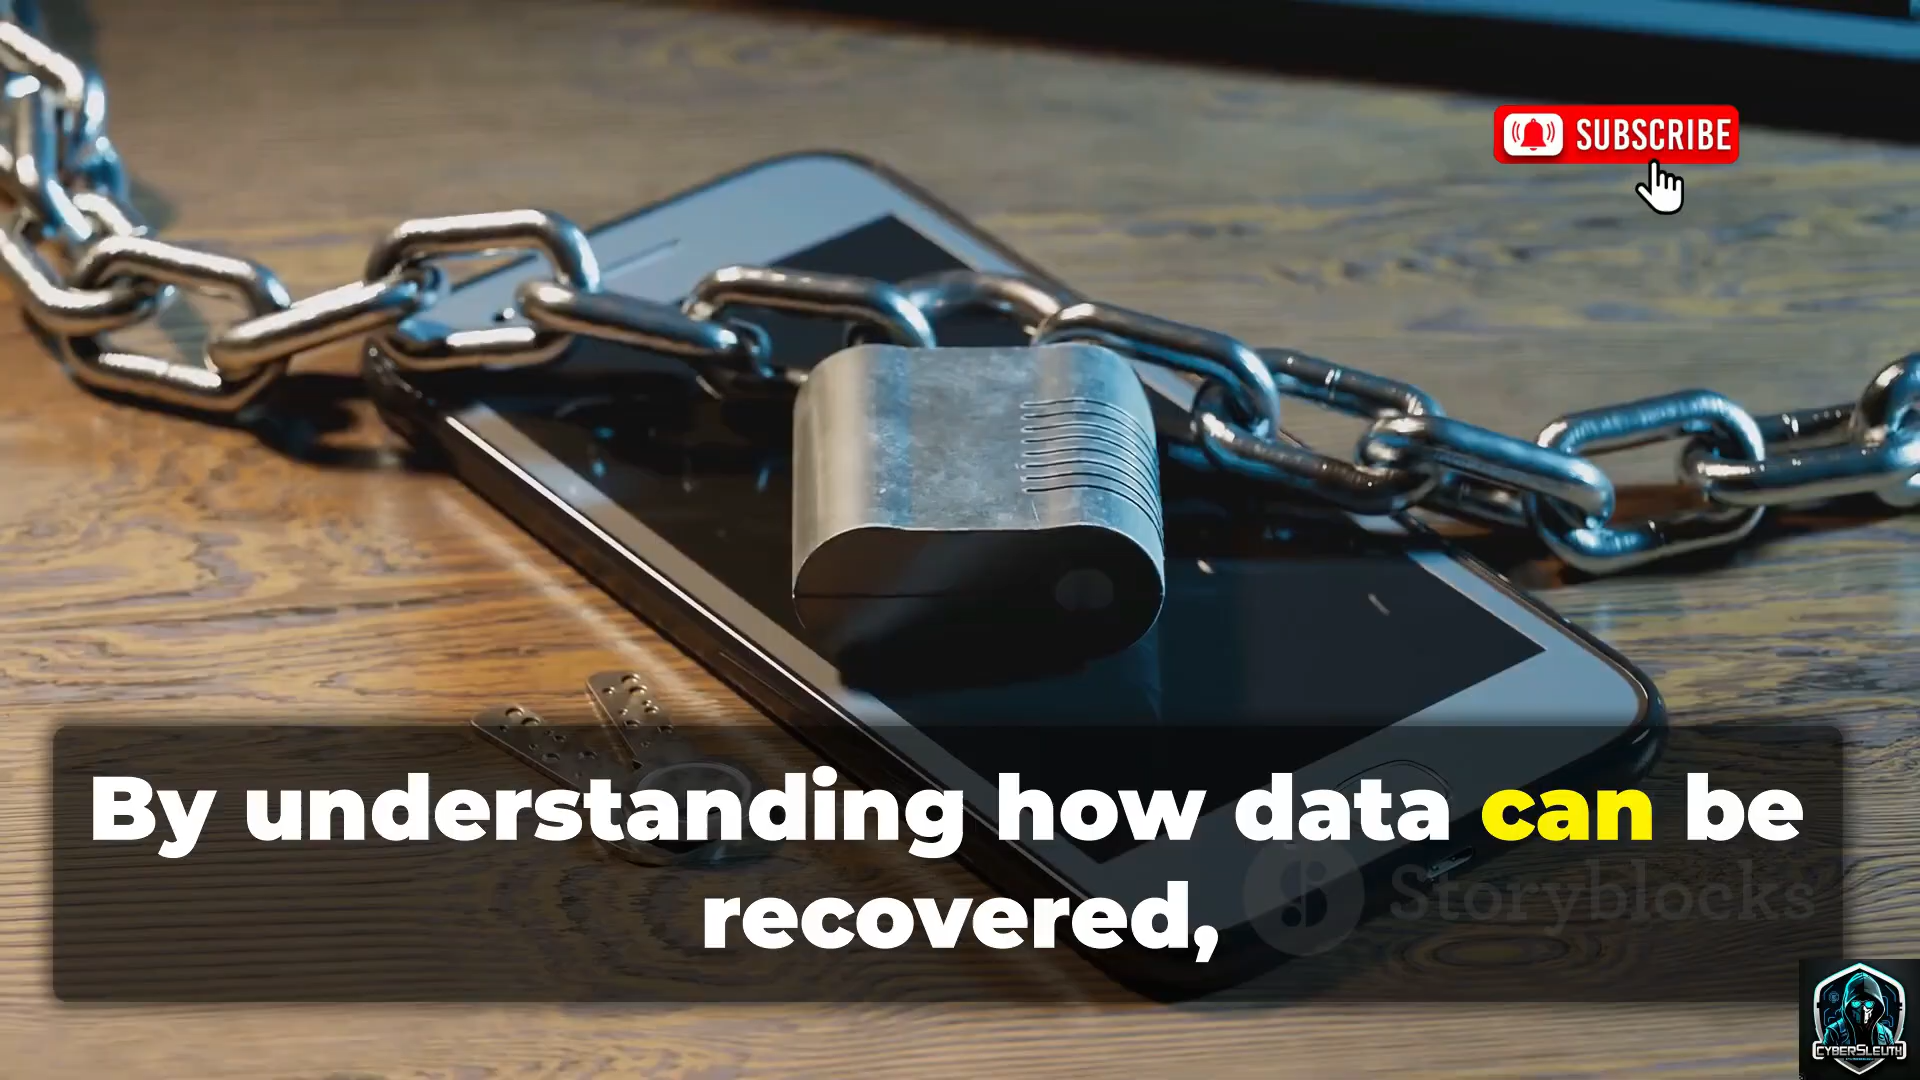 SUBSCRIBE
By understanding how data can be
recovered,
Storyblocks
CYBERSLEUTH